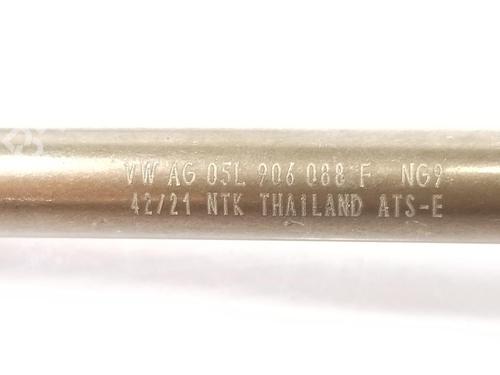 VW AG 05L 906 088 F NG9
42/21 NTK THAILAND ATS-E